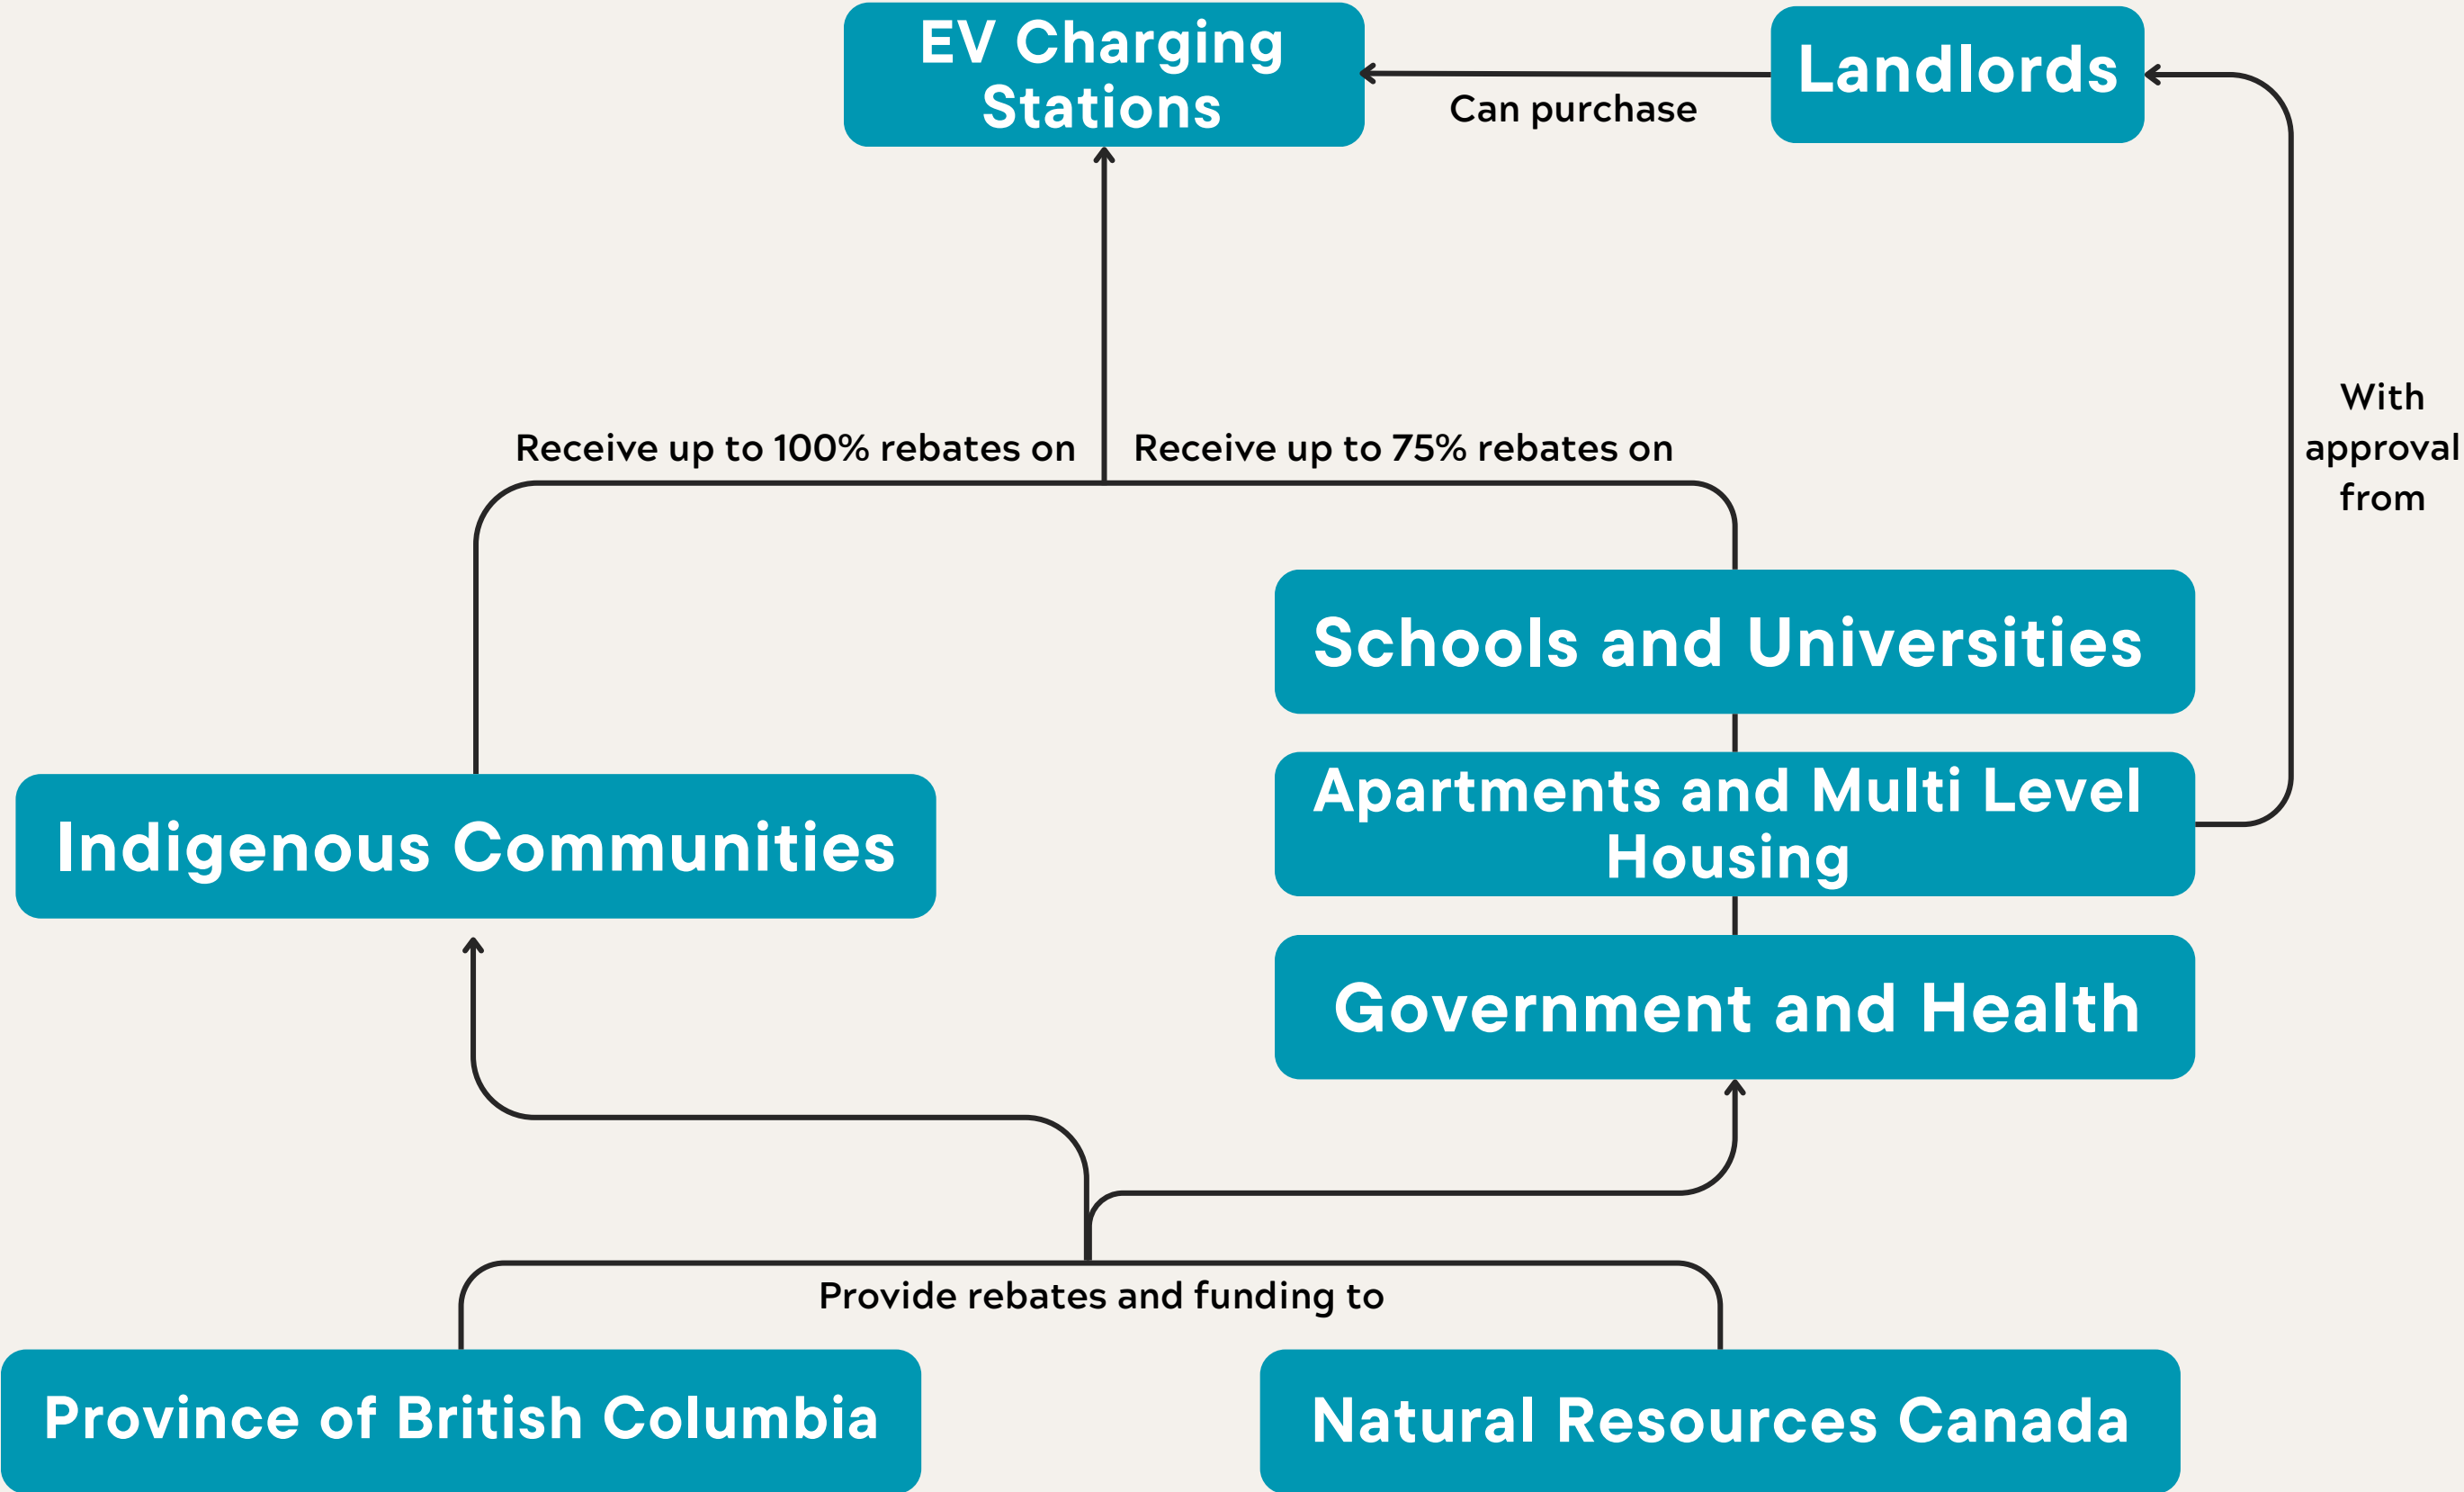 EV Charging
Stations
Landlords
Can purchase
With
approval
from
Receive up to 100% rebates on
Receive up to 75% rebates on
Schools and Universities
Apartments and Multi Level
Housing
Indigenous Communities
Government and Health
Provide rebates and funding to
Province of British Columbia
Natural Resources Canada